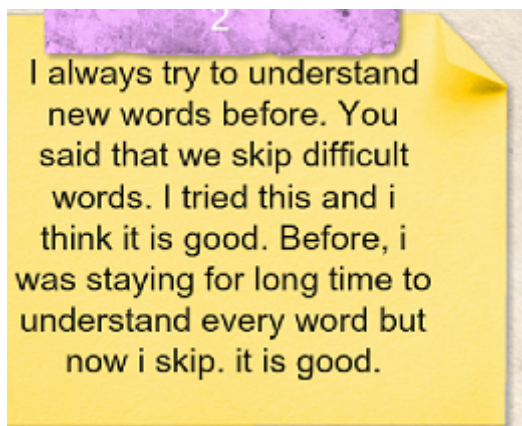 2
I always try to understand
new words before. You
said that we skip difficult
words. I tried this and i
think it is good. Before, i
was staying for long time to
understand every word but
now i skip. it is good.